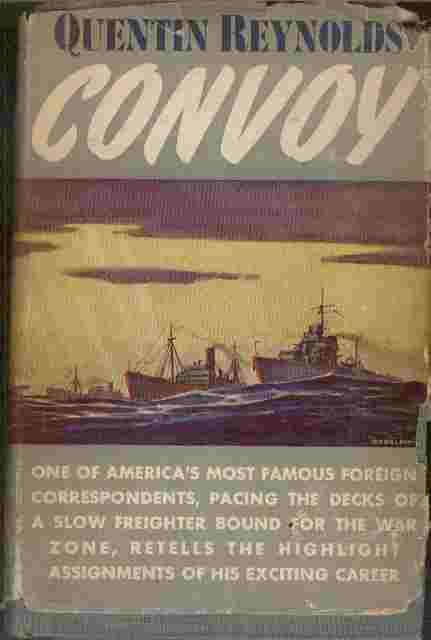 QUENTIN REYNOLDS
CONVOY
ONE OF AMERICA'S MOST FAMOUS FOREIGN
CORRESPONDENTS, PACING THE DECKS OF
A SLOW FREIGHTER BOUND FOR THE WAR
ZONE, RETELLS THE HIGHLIGHT
ASSIGNMENTS OF HIS EXCITING CAREER